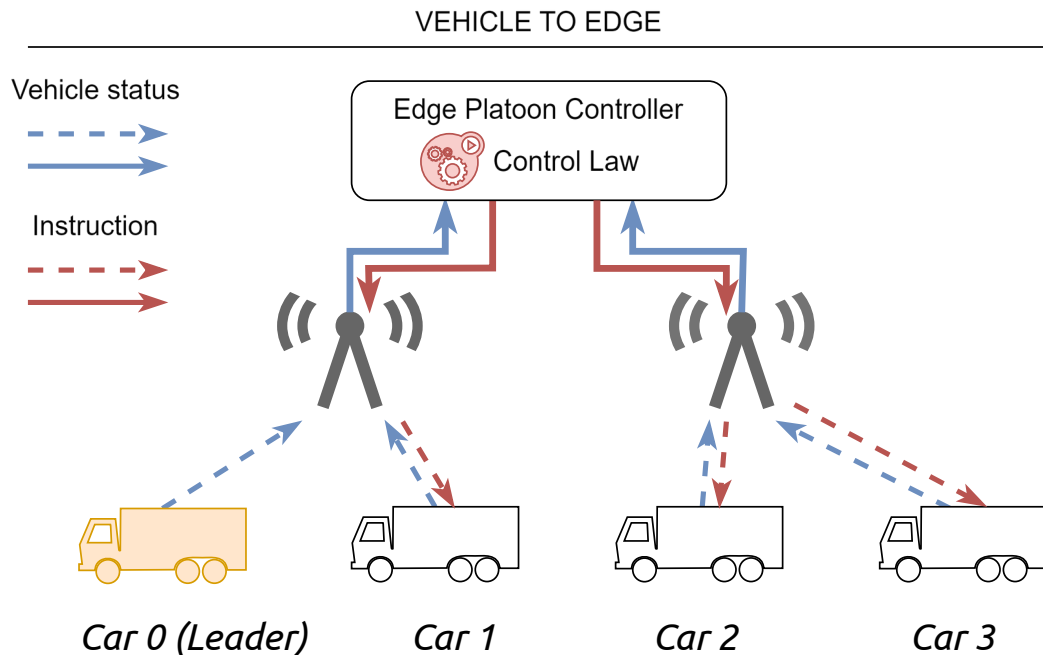 VEHICLE TO EDGE
Vehicle status
Edge Platoon Controller
Control Law
Instruction
Car 0 (Leader)
Car 1
Car 2
Car 3